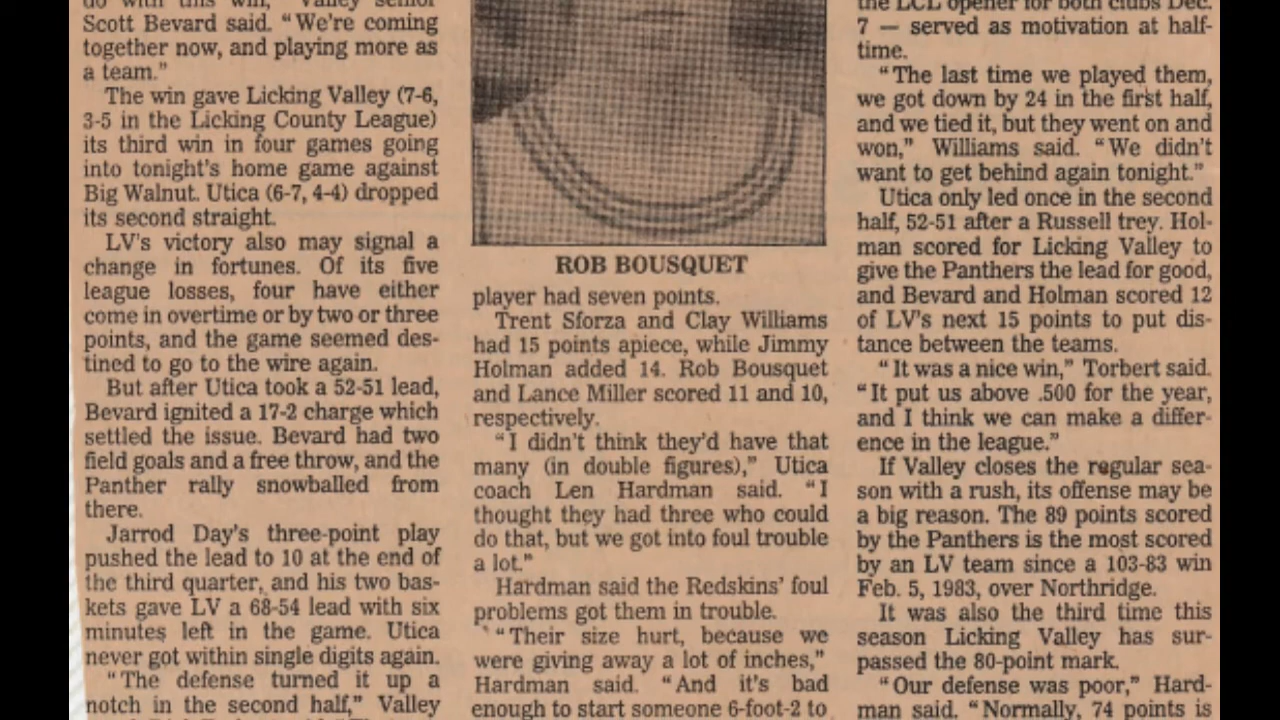 do with this win," Valley senior
Scott Bevard said. "We're coming
together now, and playing more as
a team."
The win gave Licking Valley (7-6,
3-5 in the Licking County League)
its third win in four games going
into tonight's home game against
Big Walnut. Utica (6-7, 4-4) dropped
its second straight.
LV's victory also may signal a
change in fortunes. Of its five
league losses, four have either
come in overtime or by two or three
points, and the game seemed des-
tined to go to the wire again.
But after Utica took a 52-51 lead,
Bevard ignited a 17-2 charge which
settled the issue. Bevard had two
field goals and a free throw, and the
Panther rally snowballed from
there.
Jarrod Day's three-point play
pushed the lead to 10 at the end of
the third quarter, and his two bas-
kets gave LV a 68-54 lead with six
minutes left in the game. Utica
never got within single digits again.
"The defense turned it up a
notch in the second half," Valley
ROB BOUSQUET
player had seven points.
Trent Sforza and Clay Williams
had 15 points apiece, while Jimmy
Holman added 14. Rob Bousquet
and Lance Miller scored 11 and 10,
respectively.
"I didn't think they'd have that
many (in double figures)," Utica
coach Len Hardman said. "I
thought they had three who could
do that, but we got into foul trouble
a lot."
Hardman said the Redskins' foul
problems got them in trouble.
"Their size hurt, because we
were giving away a lot of inches,"
Hardman said. "And it's bad
enough to start someone 6-foot-2 to
the LCL opener for both clubs Dec.
7 — served as motivation at half-
time.
"The last time we played them,
we got down by 24 in the first half,
and we tied it, but they went on and
won," Williams said. "We didn't
want to get behind again tonight."
Utica only led once in the second
half, 52-51 after a Russell trey. Hol-
man scored for Licking Valley to
give the Panthers the lead for good,
and Bevard and Holman scored 12
of LV's next 15 points to put dis-
tance between the teams.
"It was a nice win," Torbert said.
"It put us above .500 for the year,
and I think we can make a differ-
ence in the league."
If Valley closes the regular sea-
son with a rush, its offense may be
a big reason. The 89 points scored
by the Panthers is the most scored
by an LV team since a 103-83 win
Feb. 5, 1983, over Northridge.
It was also the third time this
season Licking Valley has sur-
passed the 80-point mark.
"Our defense was poor," Hard-
man said. "Normally, 74 points is